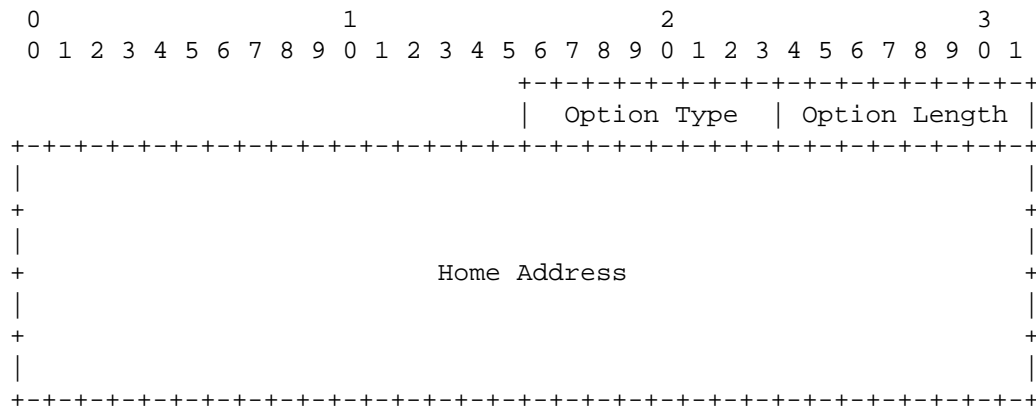 0                   1                   2                   3
0 1 2 3 4 5 6 7 8 9 0 1 2 3 4 5 6 7 8 9 0 1 2 3 4 5 6 7 8 9 0 1
+-+-+-+-+-+-+-+-+-+-+-+-+-+-+-+-+
|  Option Type  | Option Length |
+-+-+-+-+-+-+-+-+-+-+-+-+-+-+-+-+-+-+-+-+-+-+-+-+-+-+-+-+-+-+-+-+
|                                                               |
+                                                               +
|                                                               |
+                          Home Address                         +
|                                                               |
+                                                               +
|                                                               |
+-+-+-+-+-+-+-+-+-+-+-+-+-+-+-+-+-+-+-+-+-+-+-+-+-+-+-+-+-+-+-+-+